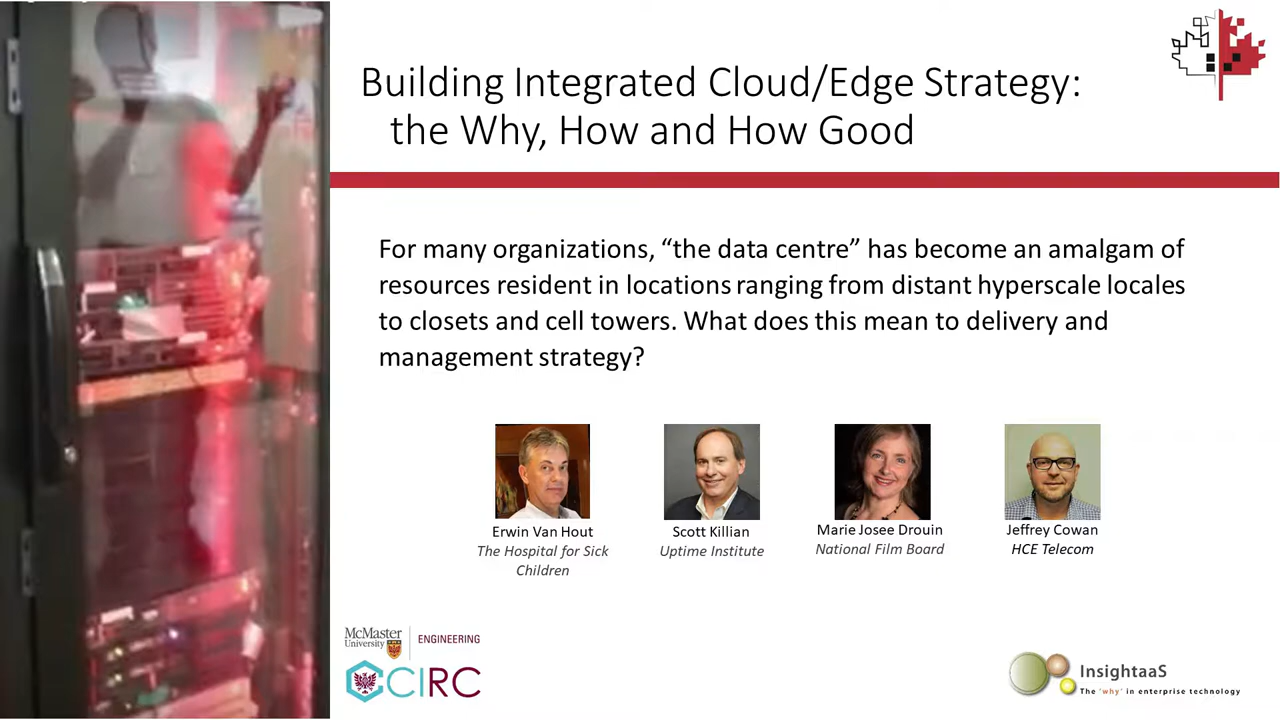 Building Integrated Cloud/Edge Strategy:
the Why, How and How Good
For many organizations, “the data centre” has become an amalgam of
resources resident in locations ranging from distant hyperscale locales
to closets and cell towers. What does this mean to delivery and
management strategy?
Erwin Van Hout
The Hospital for Sick
Children
Scott Killian
Uptime Institute
Marie Josee Drouin
National Film Board
Jeffrey Cowan
HCE Telecom
McMaster
University
ENGINEERING
CIRC
InsightaaS
The 'why' in enterprise technology